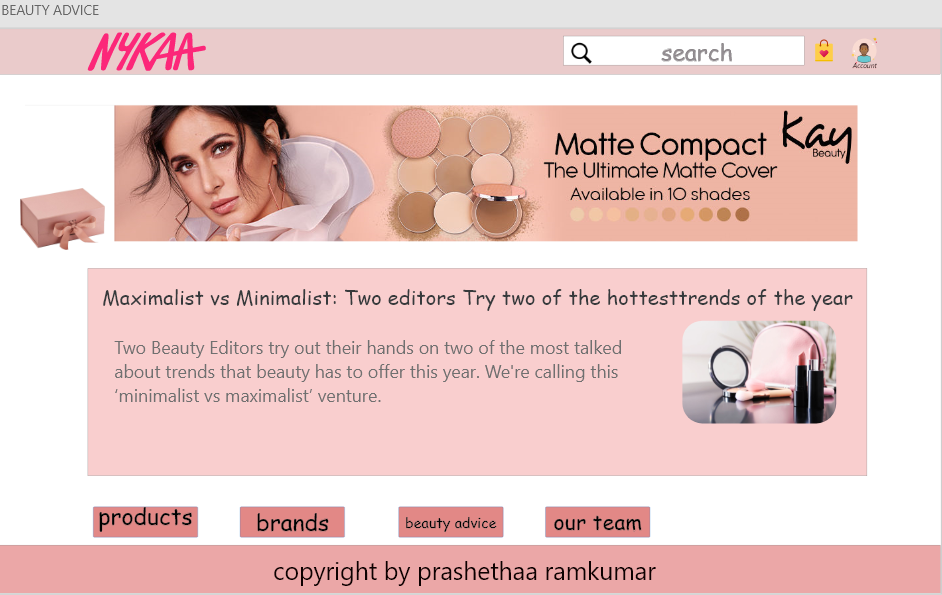 BEAUTY ADVICE
NYKAA
search
Account
Kay
Beauty
Matte Compact
The Ultimate Matte Cover
Available in 10 shades
Maximalist vs Minimalist: Two editors Try two of the hottesttrends of the year
Two Beauty Editors try out their hands on two of the most talked
about trends that beauty has to offer this year. We're calling this
‘minimalist vs maximalist’ venture.
products
brands
beauty advice
our team
copyright by prashethaa ramkumar